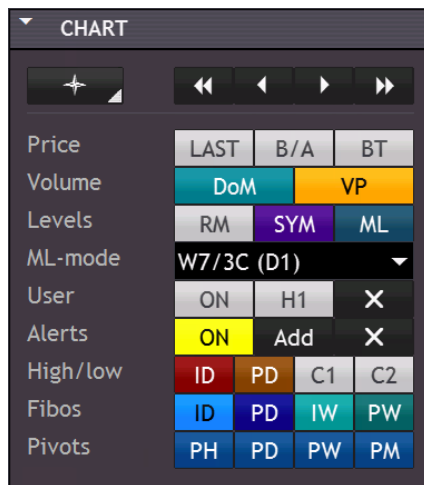 CHART
Price LAST B/A BT
Volume DoM VP
Levels RM SYM ML
ML-mode W7/3C (D1)
User ON H1 X
Alerts ON Add X
High/low ID PD C1 C2
Fibos ID PD IW PW
Pivots PH PD PW PM